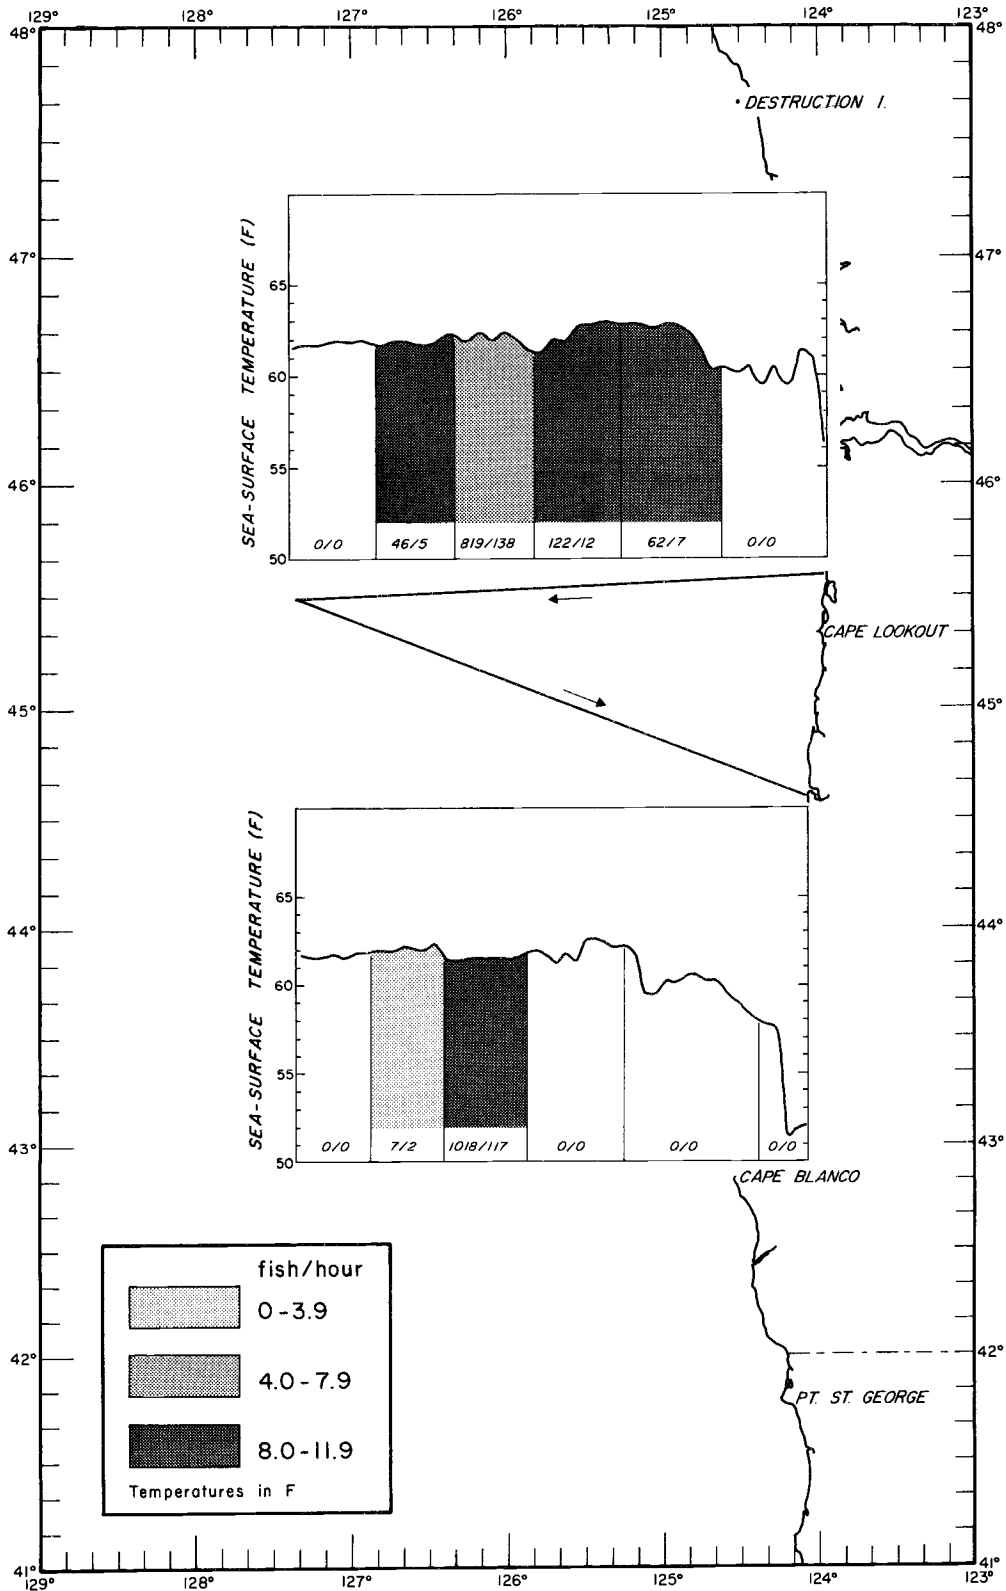 129° 128° 127° 126° 125° 124° 123°
48° 48°
• DESTRUCTION I.
47° 47°
SEA-SURFACE TEMPERATURE (F)
65
60
55
50
46° 46°
0/0 46/5 819/138 122/12 62/7 0/0
CAPE LOOKOUT
45° 45°
SEA-SURFACE TEMPERATURE (F)
65
60
55
50
44° 44°
0/0 7/2 1018/117 0/0 0/0 0/0
43° 43°
CAPE BLANCO
fish/hour
0-3.9
4.0-7.9
8.0-11.9
Temperatures in F
42° 42°
PT. ST. GEORGE
41° 41°
129° 128° 127° 126° 125° 124° 123°